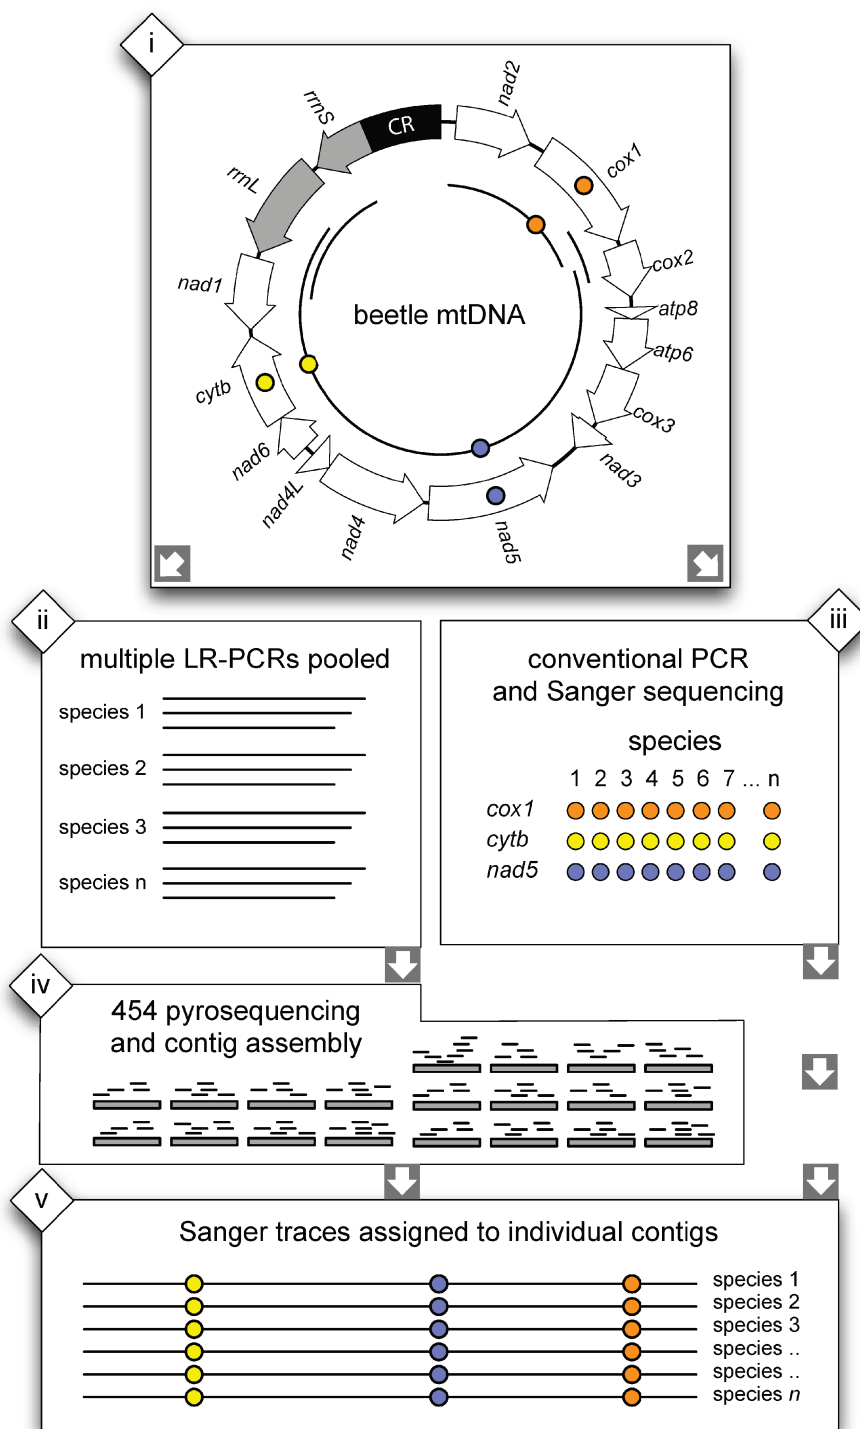 i
nad2
cox1
cox2
atp8
atp6
cox3
nad3
nad5
nad4
nad4L
nad6
cytb
nad1
rrnL
rrnS
CR
beetle mtDNA
ii
multiple LR-PCRs pooled
species 1
species 2
species 3
species n
iii
conventional PCR
and Sanger sequencing
species
1 2 3 4 5 6 7 ... n
cox1
cytb
nad5
iv
454 pyrosequencing
and contig assembly
v
Sanger traces assigned to individual contigs
species 1
species 2
species 3
species ..
species ..
species n